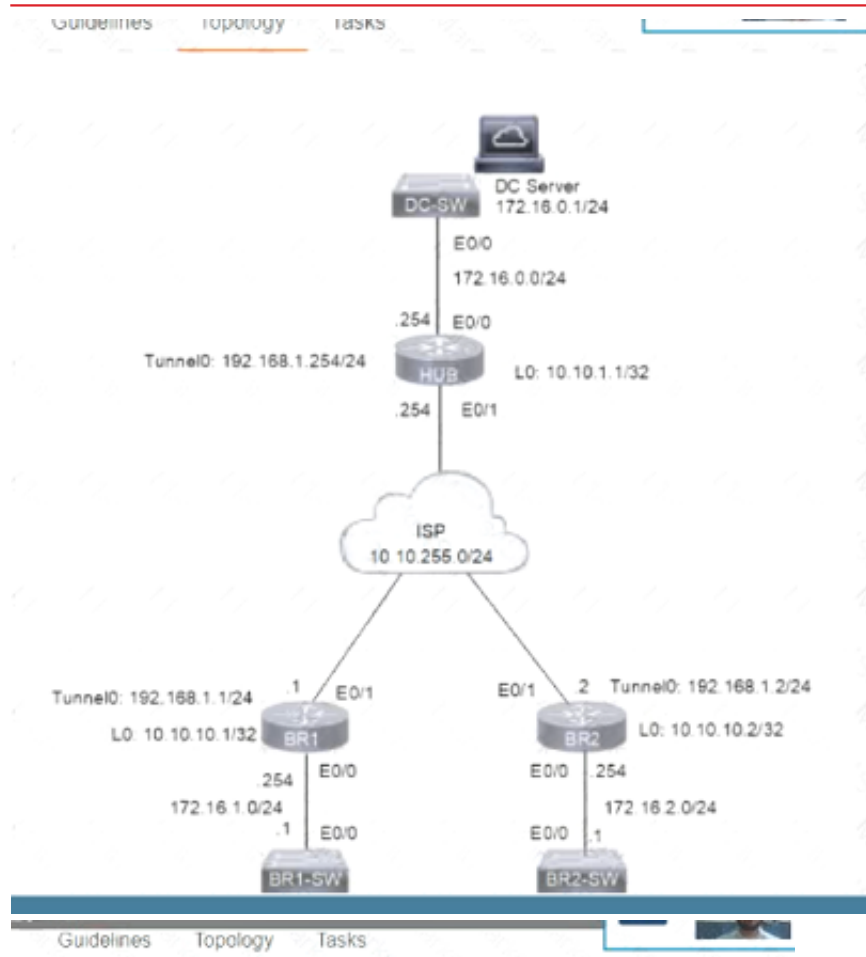 Guidelines Topology Tasks
DC Server
DC-SW 172.16.0.1/24
E0/0
172.16.0.0/24
.254 E0/0
Tunnel0: 192.168.1.254/24
HUB L0: 10.10.1.1/32
.254 E0/1
ISP
10 10.255.0/24
Tunnel0: 192.168.1.1/24 .1 E0/1 E0/1 .2 Tunnel0: 192.168.1.2/24
L0: 10.10.10.1/32 BR1 BR2 L0: 10.10.10.2/32
.254 E0/0 E0/0 .254
172.16.1.0/24 172.16.2.0/24
.1 E0/0 E0/0 .1
BR1-SW BR2-SW
Guidelines Topology Tasks